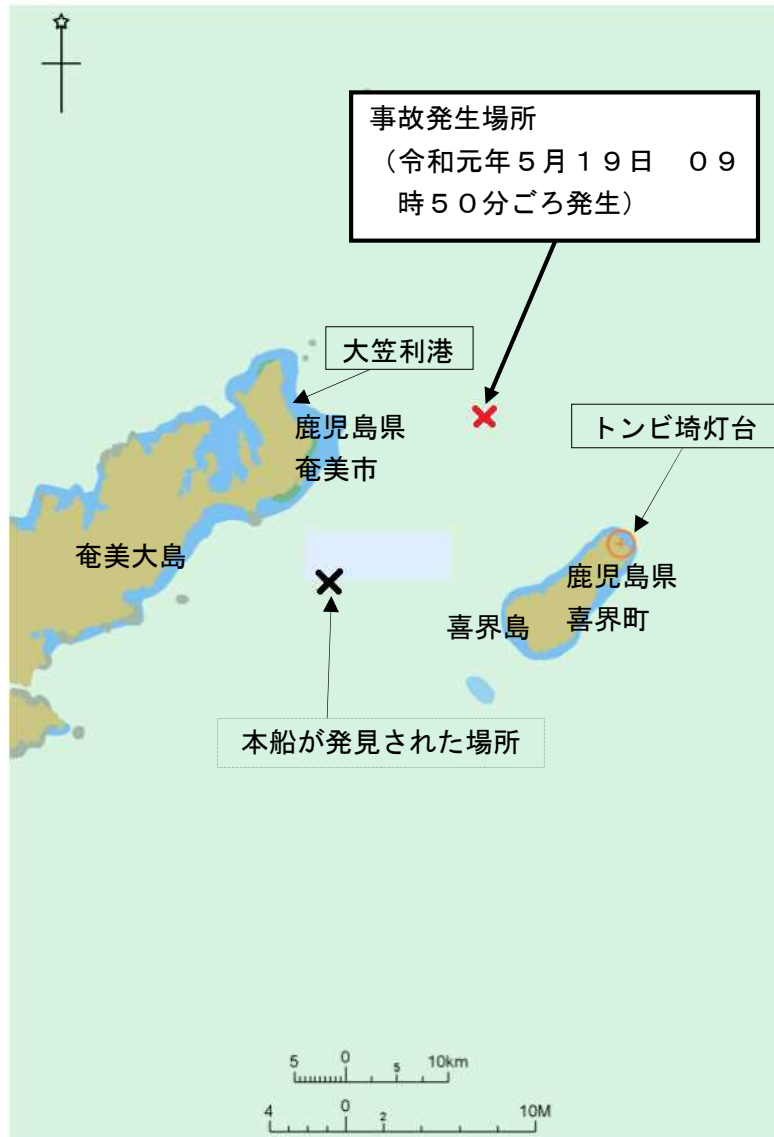 事故発生場所
(令和元年5月19日 09
時50分ごろ発生)
大笠利港
鹿児島県
奄美市
トンビ埼灯台
奄美大島
鹿児島県
喜界町
喜界島
本船が発見された場所
5 0 5 10km
4 0 2 10M